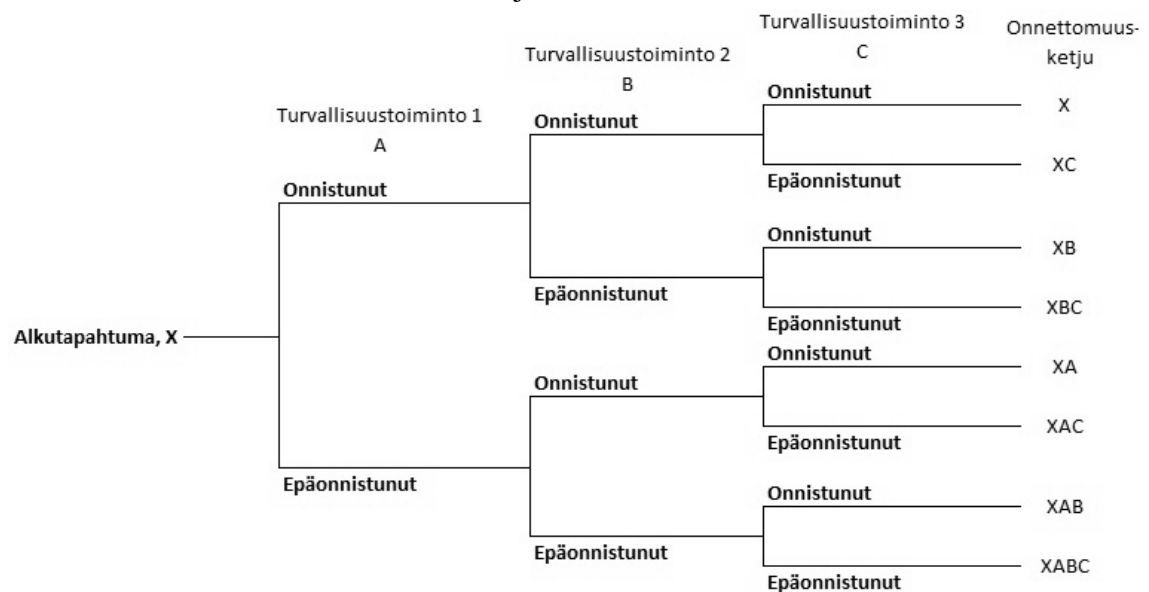 Turvallisuustoiminto 1
A
Turvallisuustoiminto 2
B
Turvallisuustoiminto 3
C
Onnettomuus-
ketju
Alkutapahtuma, X
Onnistunut
Epäonnistunut
Onnistunut
Epäonnistunut
Onnistunut
Epäonnistunut
Onnistunut
X
XC
Epäonnistunut
Onnistunut
XB
XBC
Epäonnistunut
Onnistunut
XA
XAC
Epäonnistunut
Onnistunut
XAB
XABC
Epäonnistunut